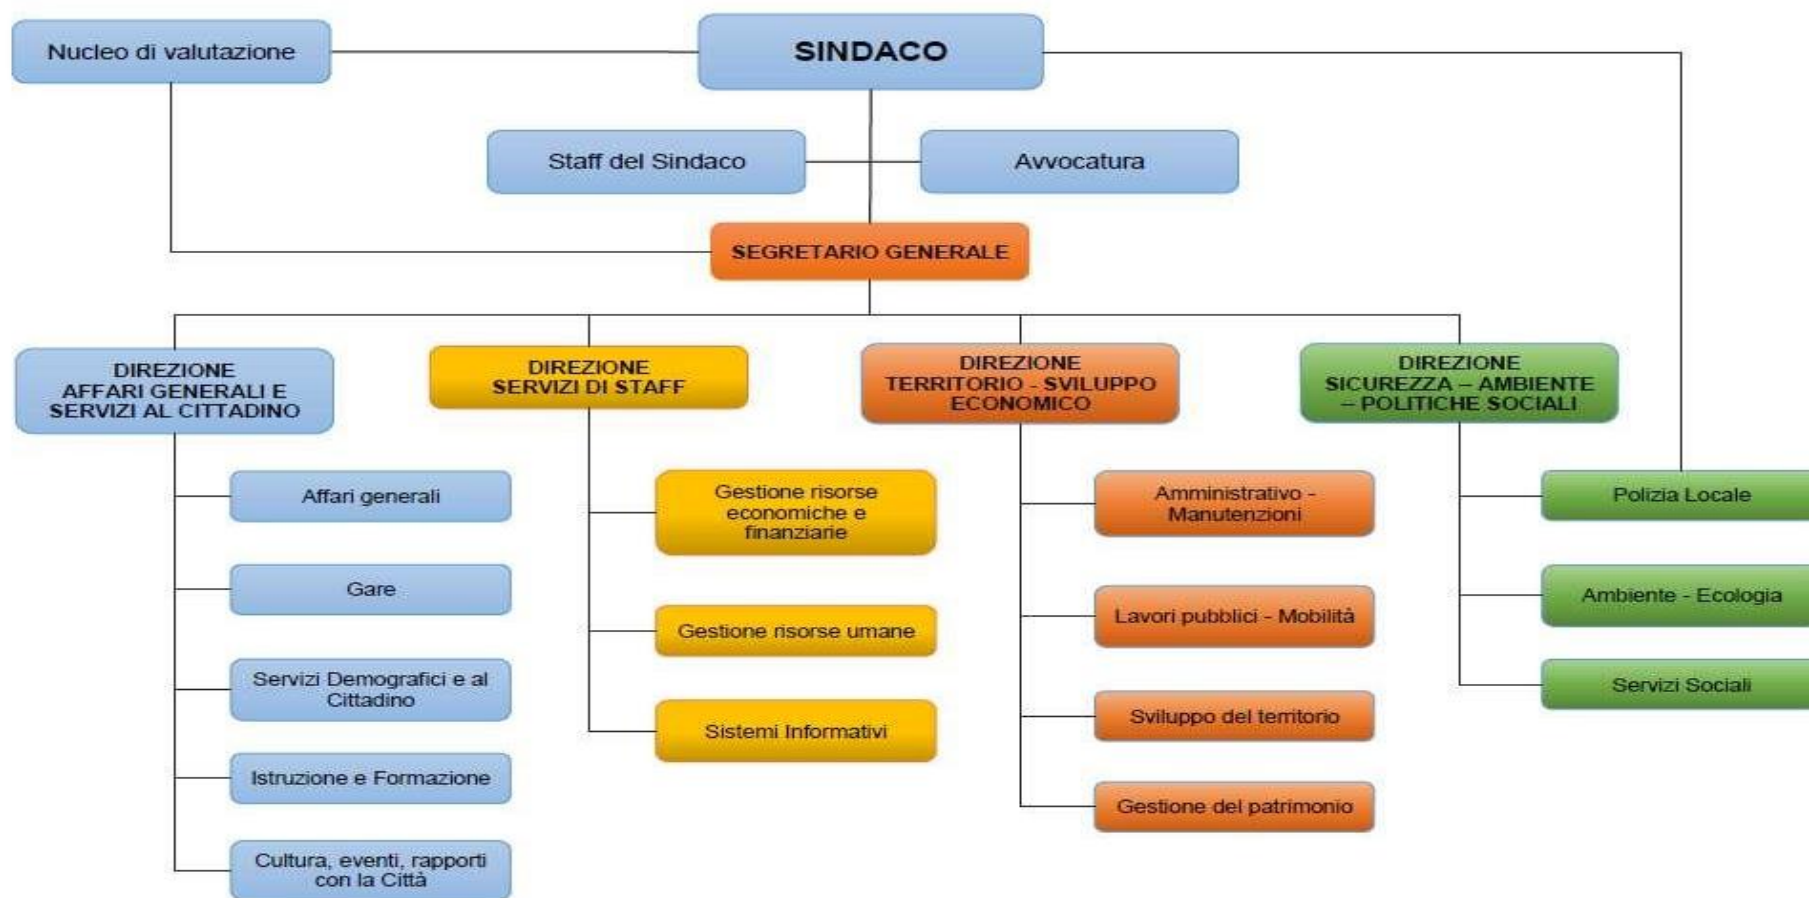 Nucleo di valutazione
SINDACO
Staff del Sindaco
Avvocatura
SEGRETARIO GENERALE
DIREZIONE
AFFARI GENERALI E
SERVIZI AL CITTADINO
DIREZIONE
SERVIZI DI STAFF
DIREZIONE
TERRITORIO - SVILUPPO
ECONOMICO
DIREZIONE
SICUREZZA – AMBIENTE
– POLITICHE SOCIALI
Affari generali
Gare
Servizi Demografici e al
Cittadino
Istruzione e Formazione
Cultura, eventi, rapporti
con la Città
Gestione risorse
economiche e
finanziarie
Gestione risorse umane
Sistemi Informativi
Amministrativo -
Manutenzioni
Lavori pubblici - Mobilità
Sviluppo del territorio
Gestione del patrimonio
Polizia Locale
Ambiente - Ecologia
Servizi Sociali